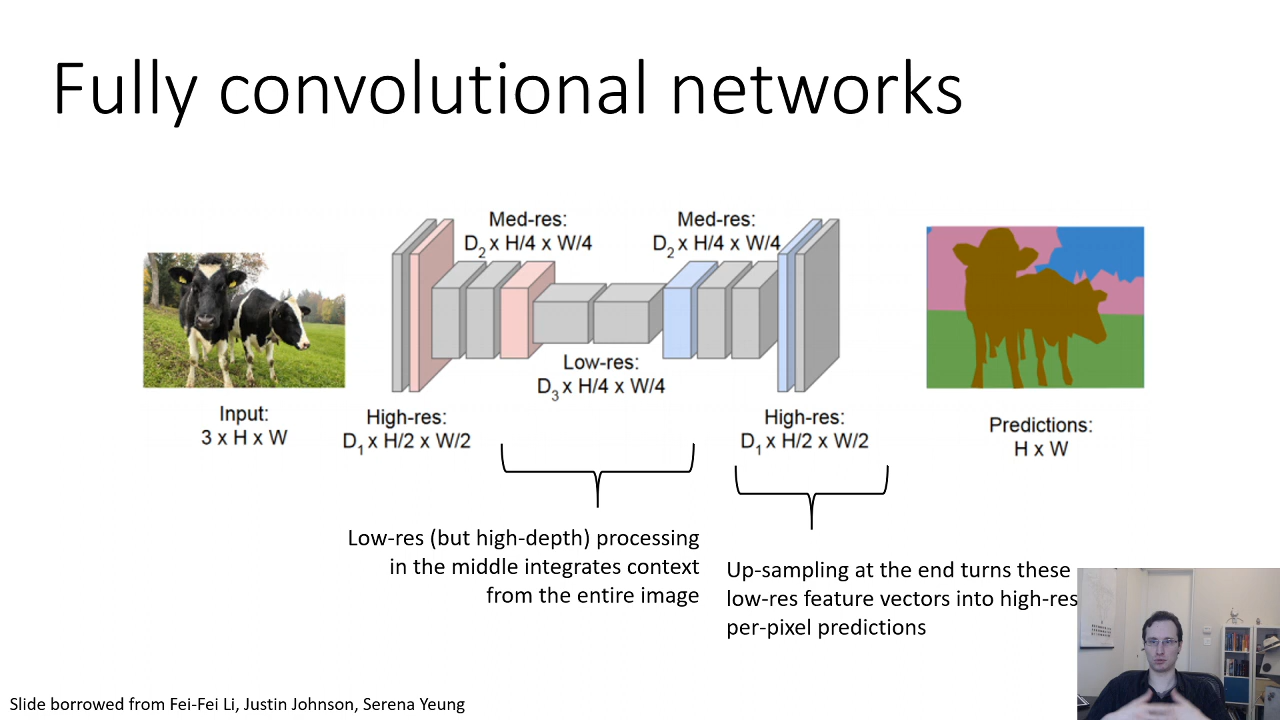 Fully convolutional networks
Med-res:
D2 x H/4 x W/4
Med-res:
D2 x H/4 x W/4
Low-res:
D3 x H/4 x W/4
Input:
3 x H x W
High-res:
D1 x H/2 x W/2
High-res:
D1 x H/2 x W/2
Predictions:
H x W
Low-res (but high-depth) processing
in the middle integrates context
from the entire image
Up-sampling at the end turns these
low-res feature vectors into high-res
per-pixel predictions
Slide borrowed from Fei-Fei Li, Justin Johnson, Serena Yeung